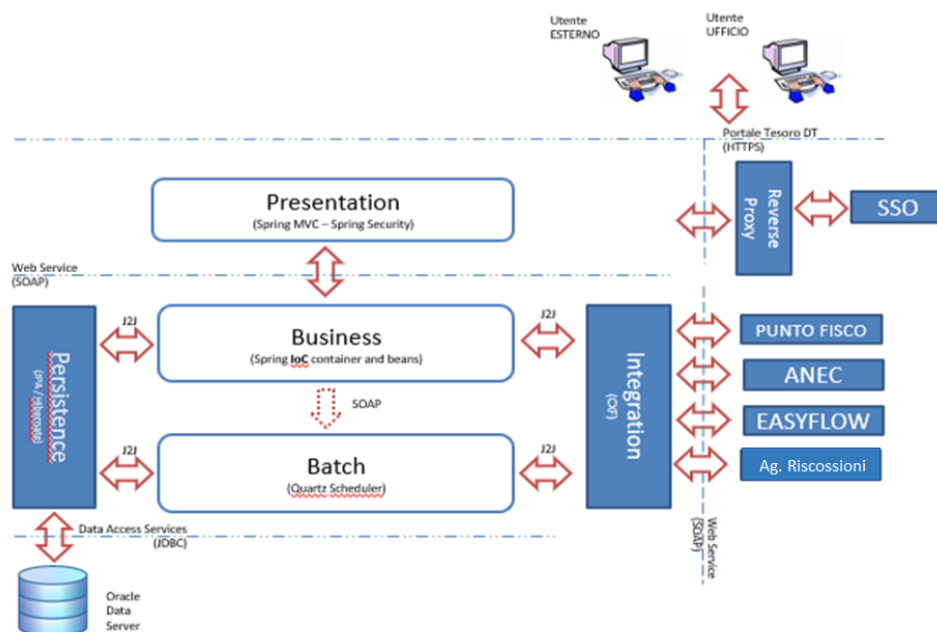 Utente
ESTERNO
Utente
UFFICIO
Portale Tesoro DT
(HTTPS)
Presentation
(Spring MVC – Spring Security)
Reverse
Proxy
SSO
Web Service
(SOAP)
Persistence
(JPA / Hibernate)
J2J
Business
(Spring IoC container and beans)
J2J
Integration
(CXF)
PUNTO FISCO
ANEC
SOAP
EASYFLOW
J2J
Batch
(Quartz Scheduler)
J2J
Ag. Riscossioni
Data Access Services
(JDBC)
Web Service
(SOAP)
Oracle
Data
Server